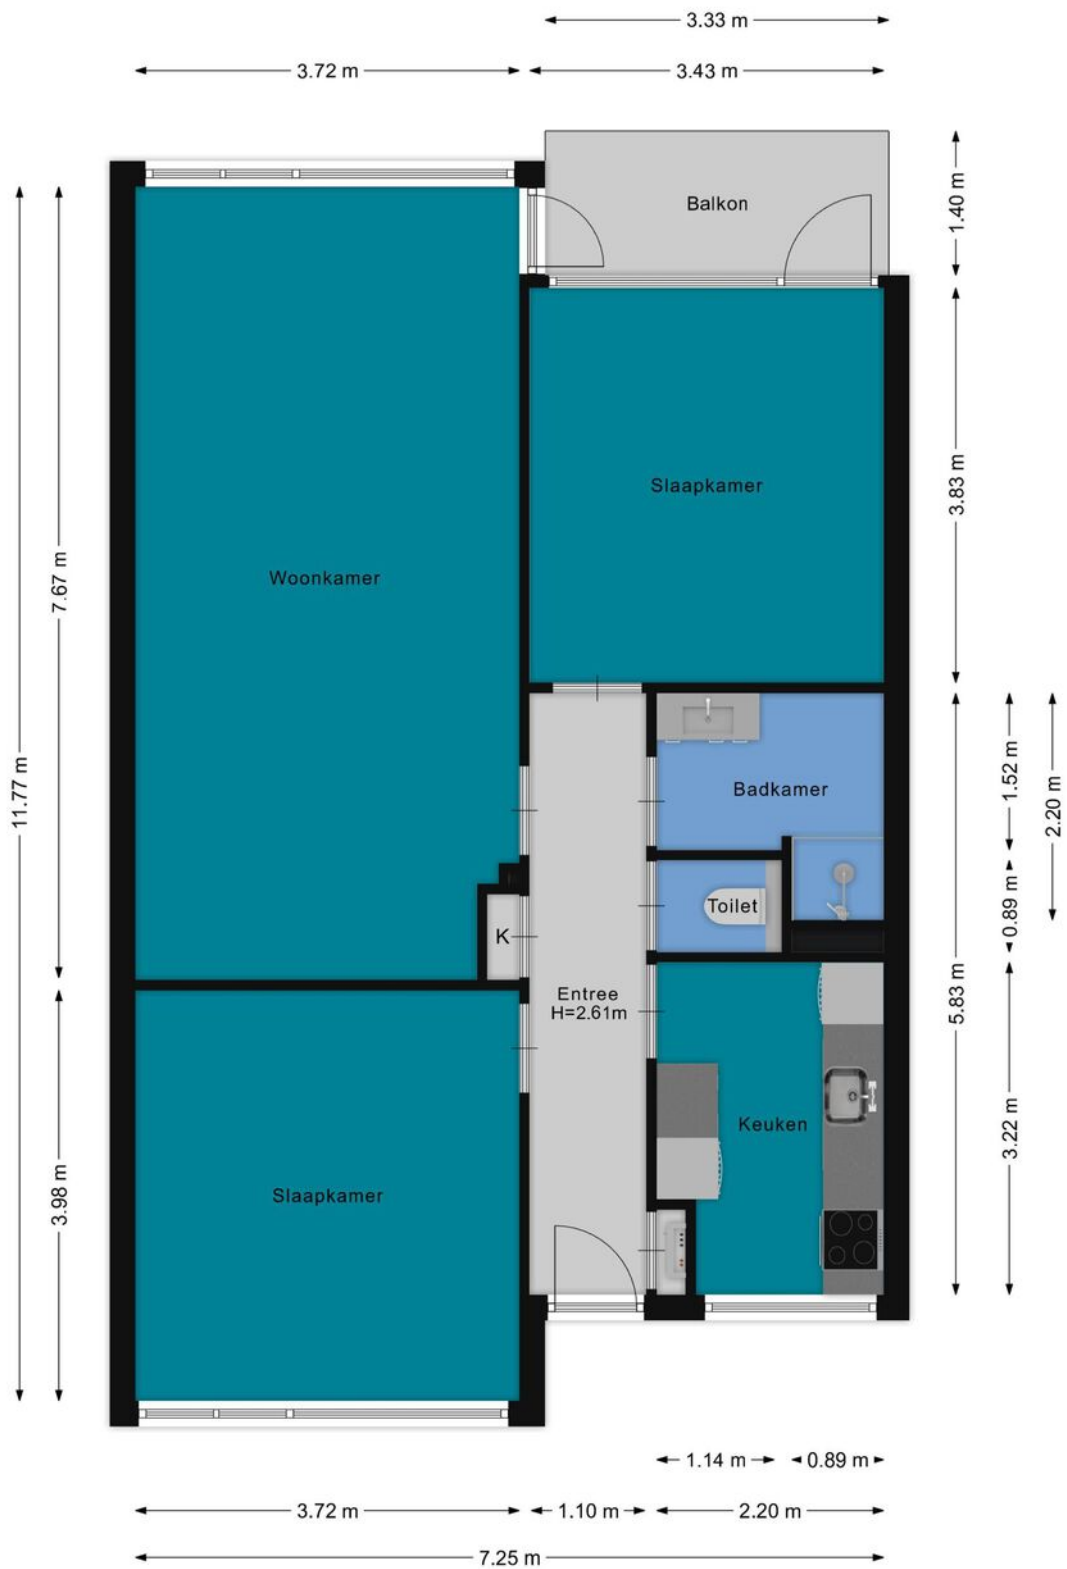 3.33 m
3.72 m
3.43 m
1.40 m
Balkon
3.83 m
Slaapkamer
Woonkamer
7.67 m
11.77 m
1.52 m
2.20 m
Badkamer
0.89 m
Toilet
K
Entree
H=2.61m
5.83 m
3.22 m
Keuken
3.98 m
Slaapkamer
1.14 m
0.89 m
3.72 m
1.10 m
2.20 m
7.25 m